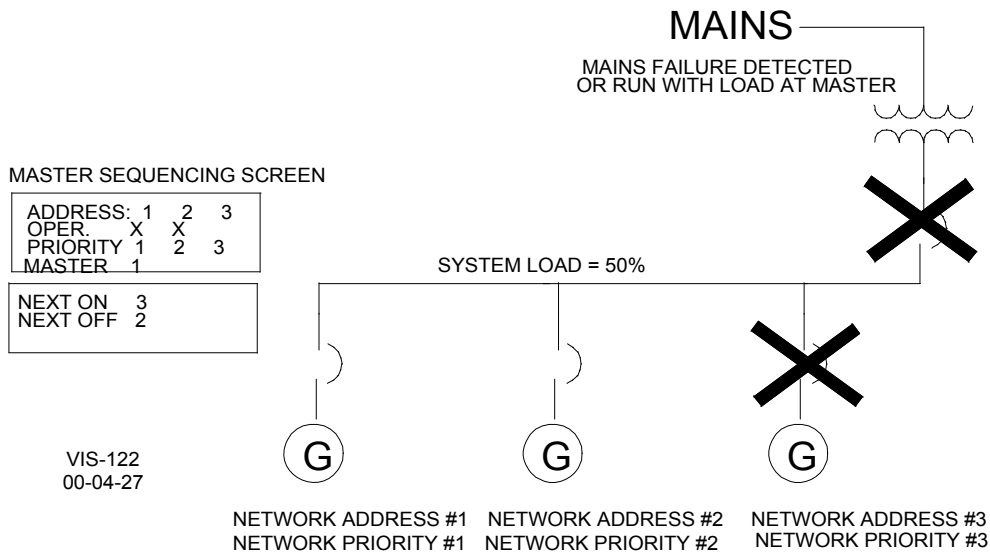 MAINS
MAINS FAILURE DETECTED
OR RUN WITH LOAD AT MASTER
MASTER SEQUENCING SCREEN
ADDRESS: 1 2 3
OPER. X X
PRIORITY 1 2 3
MASTER 1
NEXT ON 3
NEXT OFF 2
SYSTEM LOAD = 50%
G G G
VIS-122
00-04-27
NETWORK ADDRESS #1 NETWORK ADDRESS #2 NETWORK ADDRESS #3
NETWORK PRIORITY #1 NETWORK PRIORITY #2 NETWORK PRIORITY #3